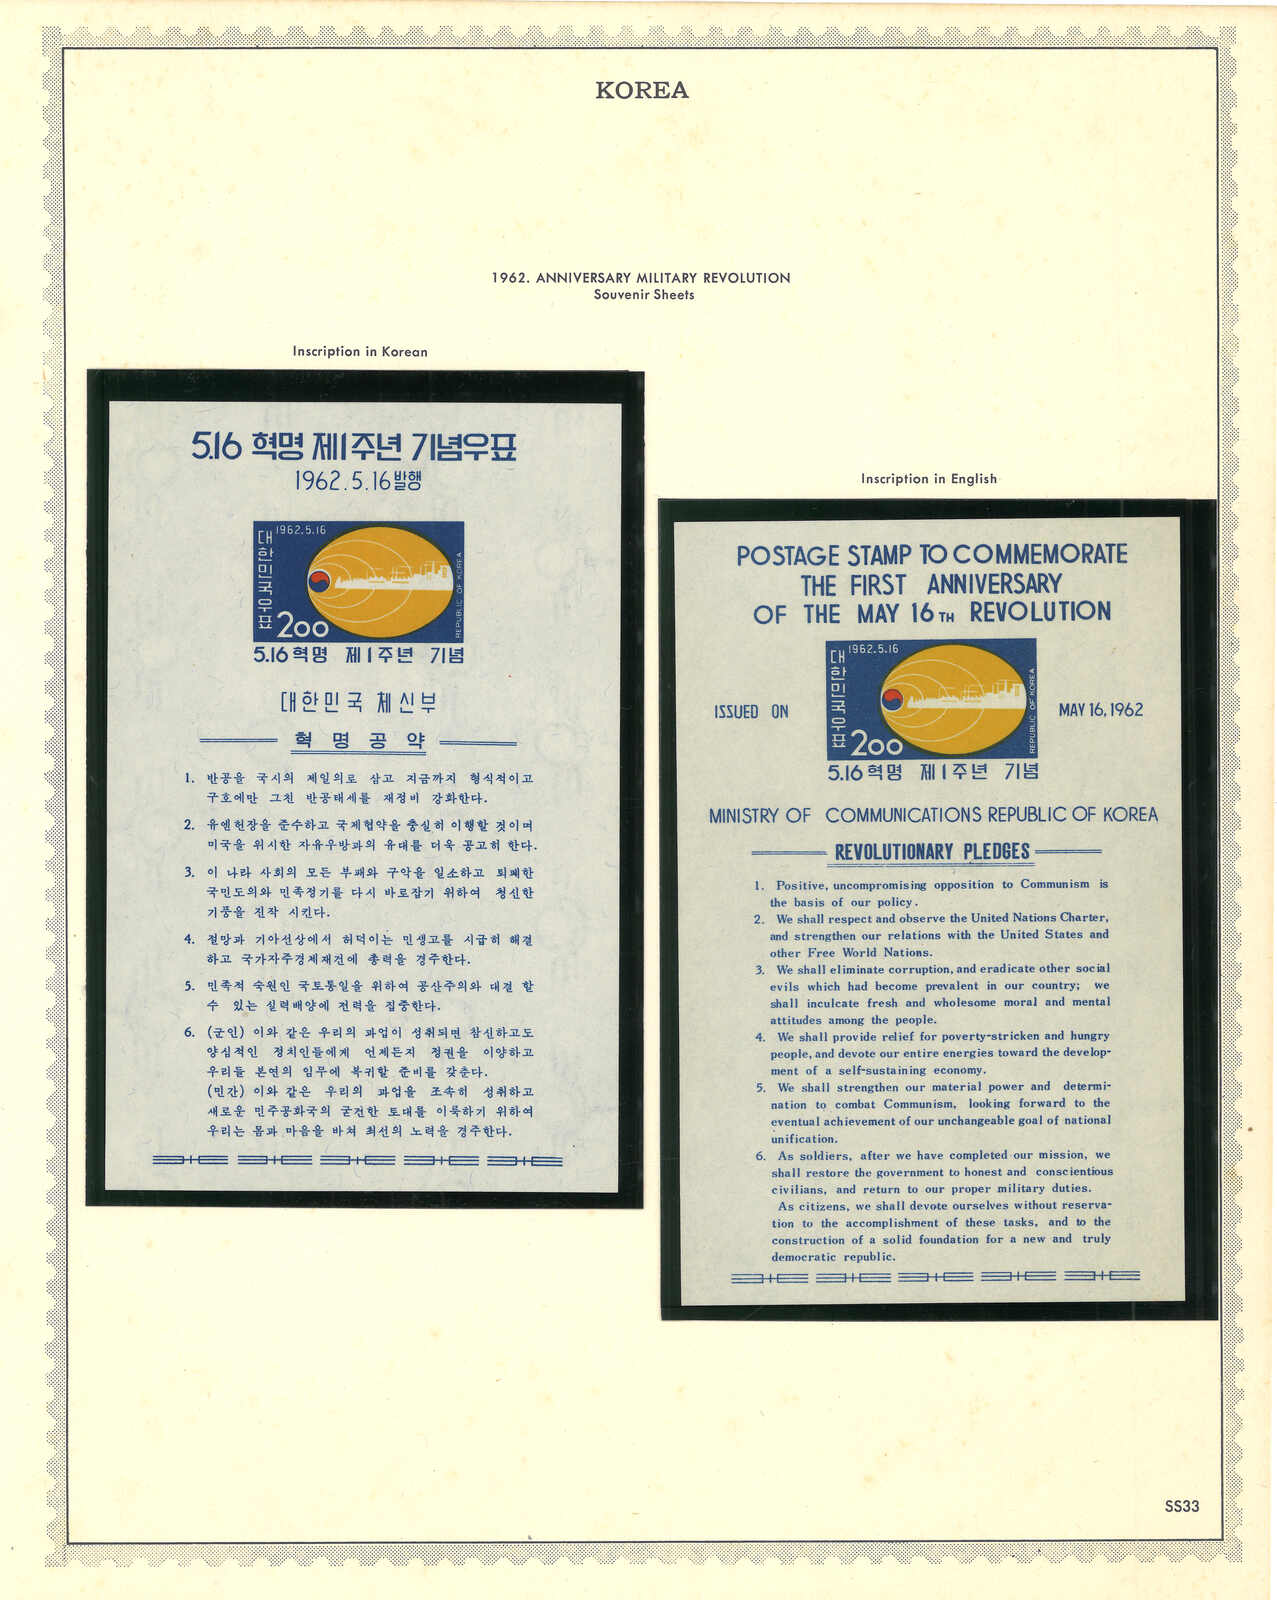 KOREA
1962. ANNIVERSARY MILITARY REVOLUTION
Souvenir Sheets
Inscription in Korean
5.16 혁명 제1주년 기념우표
1962.5.16 발행
1962.5.16
대한민국우표
REPUBLIC OF KOREA
200
5.16 혁명 제1주년 기념
대한민국 체신부
혁명공약
1. 반공을 국시의 제일의로 삼고 지금까지 형식적이고
구호에만 그친 반공태세를 재정비 강화한다.
2. 유엔헌장을 준수하고 국제협약을 충실히 이행할 것이며
미국을 위시한 자유우방과의 유대를 더욱 공고히 한다.
3. 이 나라 사회의 모든 부패와 구악을 일소하고 퇴폐한
국민도의와 민족정기를 다시 바로잡기 위하여 청신한
기풍을 진작 시킨다.
4. 절망과 기아선상에서 허덕이는 민생고를 시급히 해결
하고 국가자주경제재건에 총력을 경주한다.
5. 민족적 숙원인 국토통일을 위하여 공산주의와 대결 할
수 있는 실력배양에 전력을 집중한다.
6. (군인) 이와 같은 우리의 과업이 성취되면 참신하고도
양심적인 정치인들에게 언제든지 정권을 이양하고
우리들 본연의 임무에 복귀할 준비를 갖춘다.
(민간) 이와 같은 우리의 과업을 조속히 성취하고
새로운 민주공화국의 굳건한 토대를 이룩하기 위하여
우리는 몸과 마음을 바쳐 최선의 노력을 경주한다.
Inscription in English
POSTAGE STAMP TO COMMEMORATE
THE FIRST ANNIVERSARY
OF THE MAY 16TH REVOLUTION
1962.5.16
대한민국우표
REPUBLIC OF KOREA
200
ISSUED ON MAY 16, 1962
5.16 혁명 제1주년 기념
MINISTRY OF COMMUNICATIONS REPUBLIC OF KOREA
REVOLUTIONARY PLEDGES
1. Positive, uncompromising opposition to Communism is
the basis of our policy.
2. We shall respect and observe the United Nations Charter,
and strengthen our relations with the United States and
other Free World Nations.
3. We shall eliminate corruption, and eradicate other social
evils which had become prevalent in our country; we
shall inculcate fresh and wholesome moral and mental
attitudes among the people.
4. We shall provide relief for poverty-stricken and hungry
people, and devote our entire energies toward the develop-
ment of a self-sustaining economy.
5. We shall strengthen our material power and determi-
nation to combat Communism, looking forward to the
eventual achievement of our unchangeable goal of national
unification.
6. As soldiers, after we have completed our mission, we
shall restore the government to honest and conscientious
civilians, and return to our proper military duties.
As citizens, we shall devote ourselves without reserva-
tion to the accomplishment of these tasks, and to the
construction of a solid foundation for a new and truly
democratic republic.
SS33